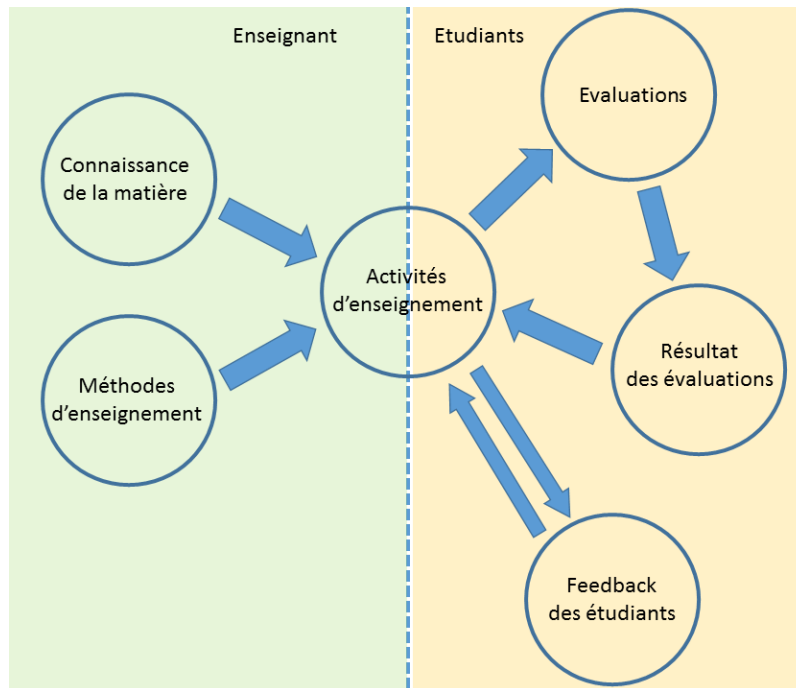 Enseignant
Etudiants
Evaluations
Connaissance
de la matière
Activités
d'enseignement
Résultat
des évaluations
Méthodes
d'enseignement
Feedback
des étudiants